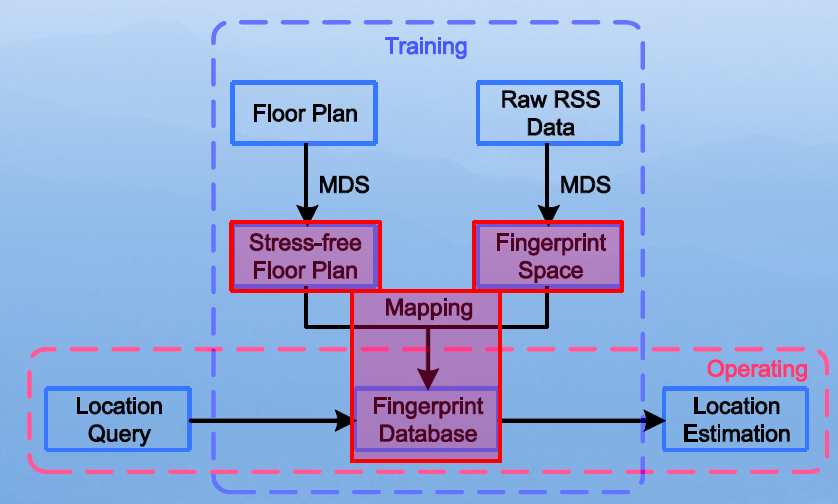 Training
Floor Plan
Raw RSS
Data
MDS
MDS
Stress-free
Floor Plan
Fingerprint
Space
Mapping
Operating
Location
Query
Fingerprint
Database
Location
Estimation